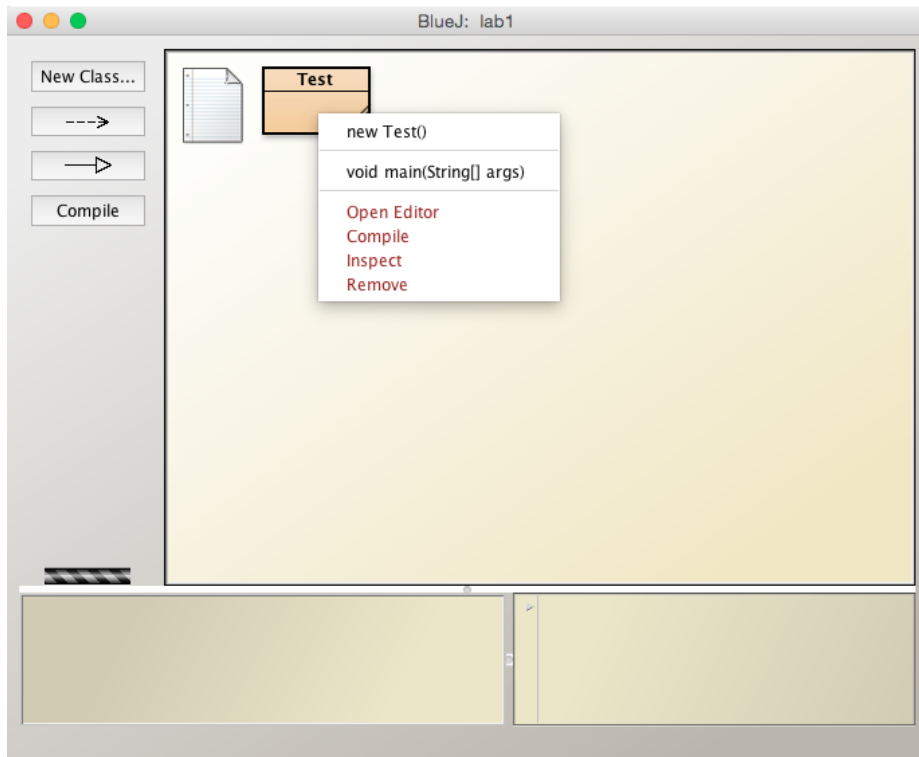 BlueJ: lab1
New Class...
Compile
Test
new Test()
void main(String[] args)
Open Editor
Compile
Inspect
Remove